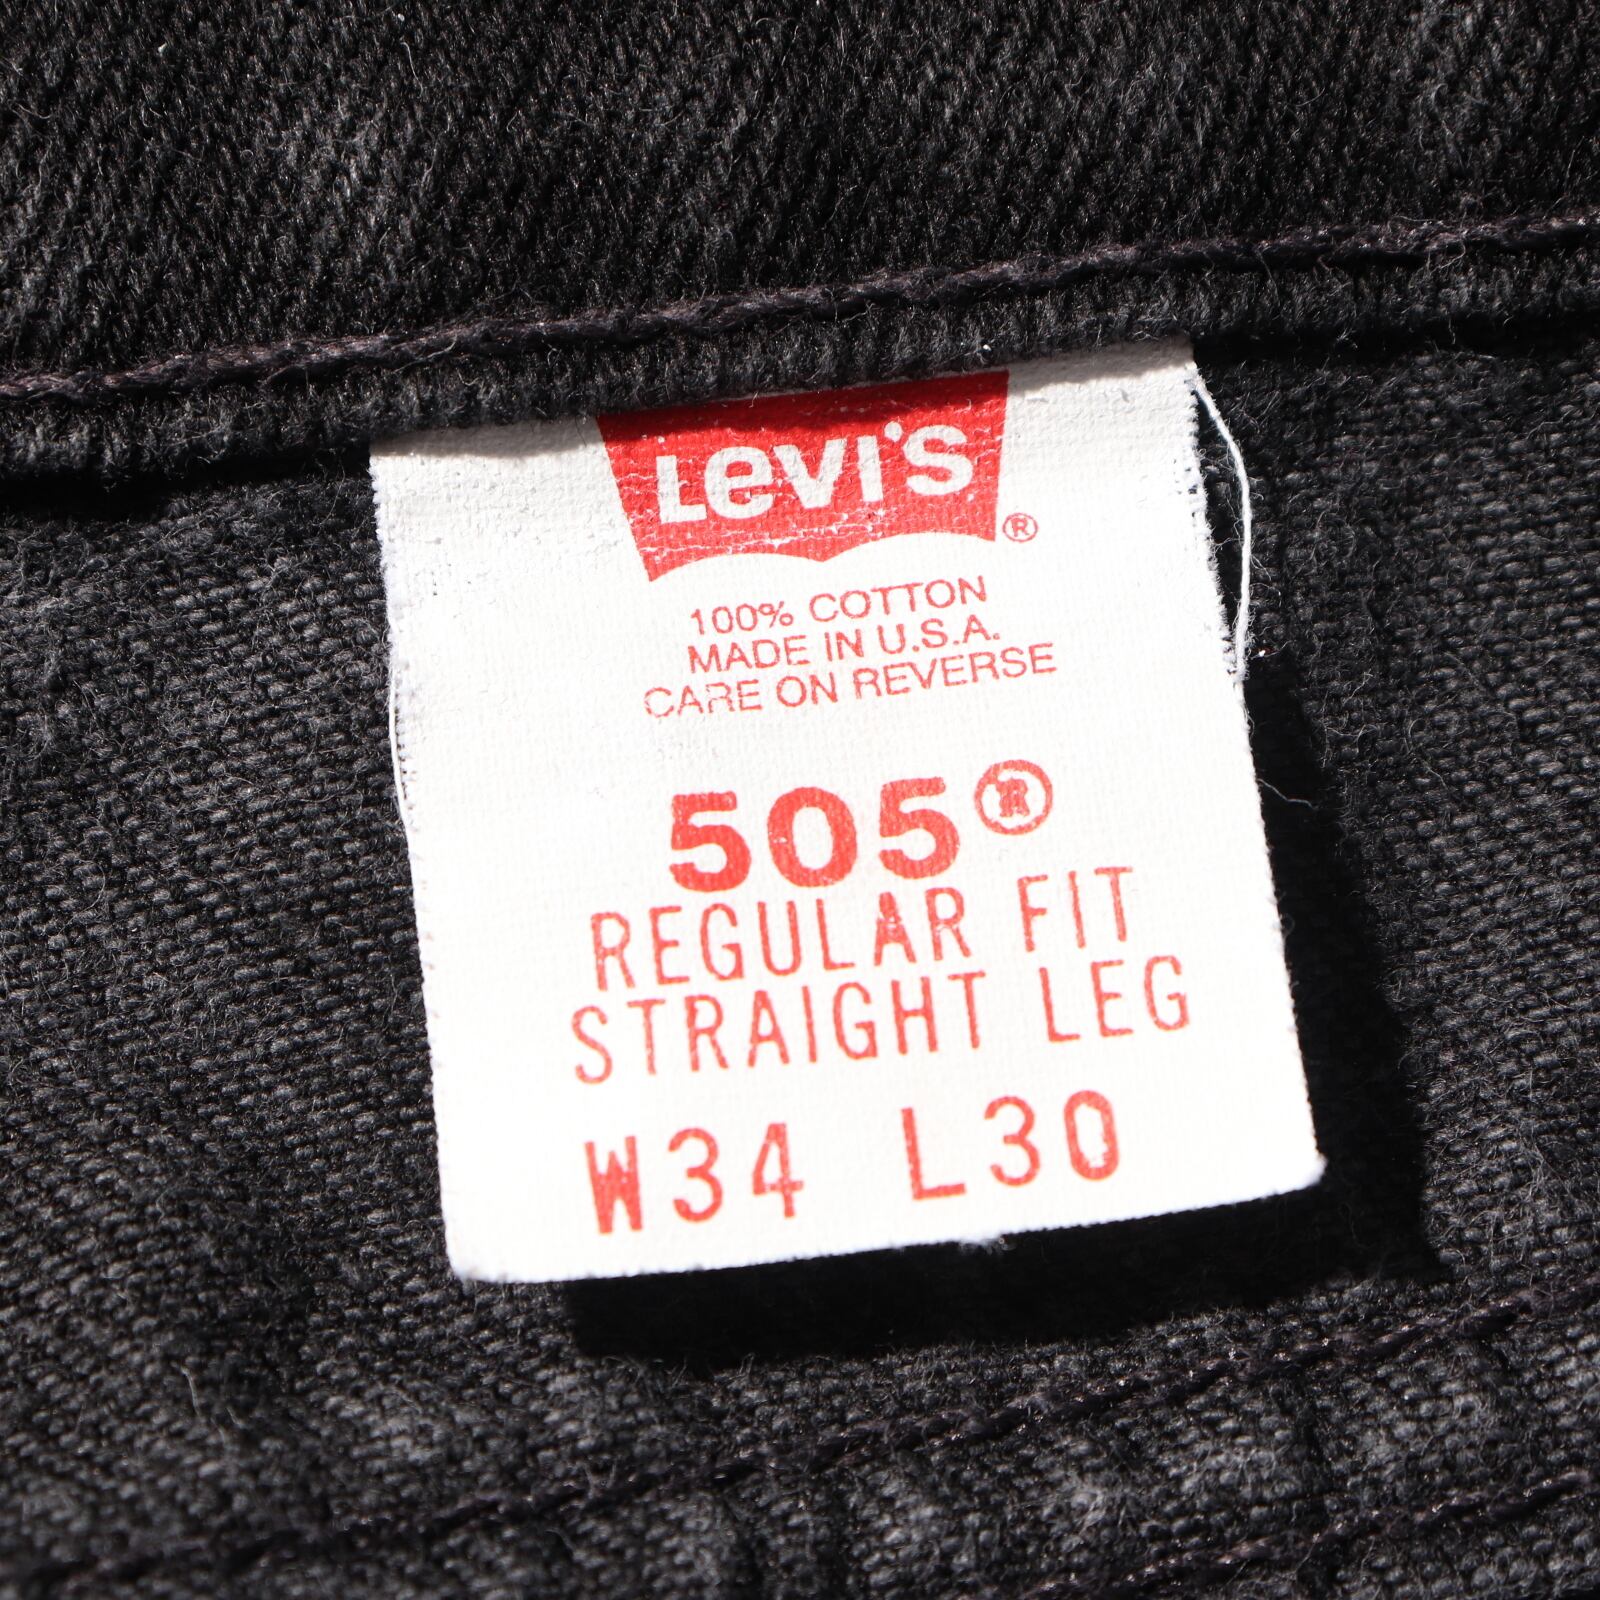 Levi's ®
100% COTTON
MADE IN U.S.A.
CARE ON REVERSE
505®
REGULAR FIT
STRAIGHT LEG
W34 L30